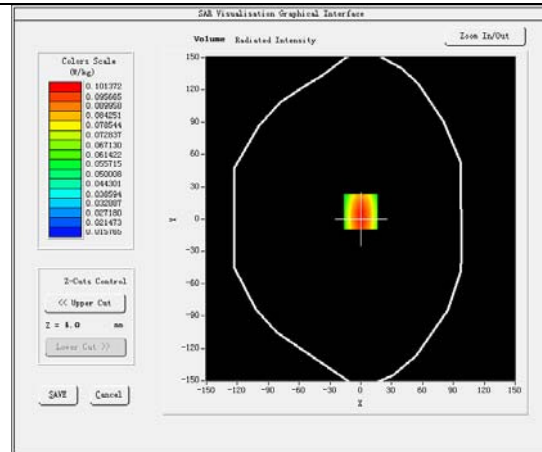 SAR Visualisation Graphical Interface
Volume Radiated Intensity
Zoom In/Out
Colors Scale
(W/kg)
0.101372
0.095665
0.089958
0.084251
0.078544
0.072837
0.067130
0.061422
0.055715
0.050008
0.044301
0.038594
0.032887
0.027180
0.021473
0.015765
150
120
90
60
30
0
-30
-60
-90
-120
-150
Y
-150 -120 -90 -60 -30 0 30 60 90 120 150
X
Z-Cuts Control
<< Upper Cut
Z = 4.0 mm
Lower Cut >>
SAVE Cancel